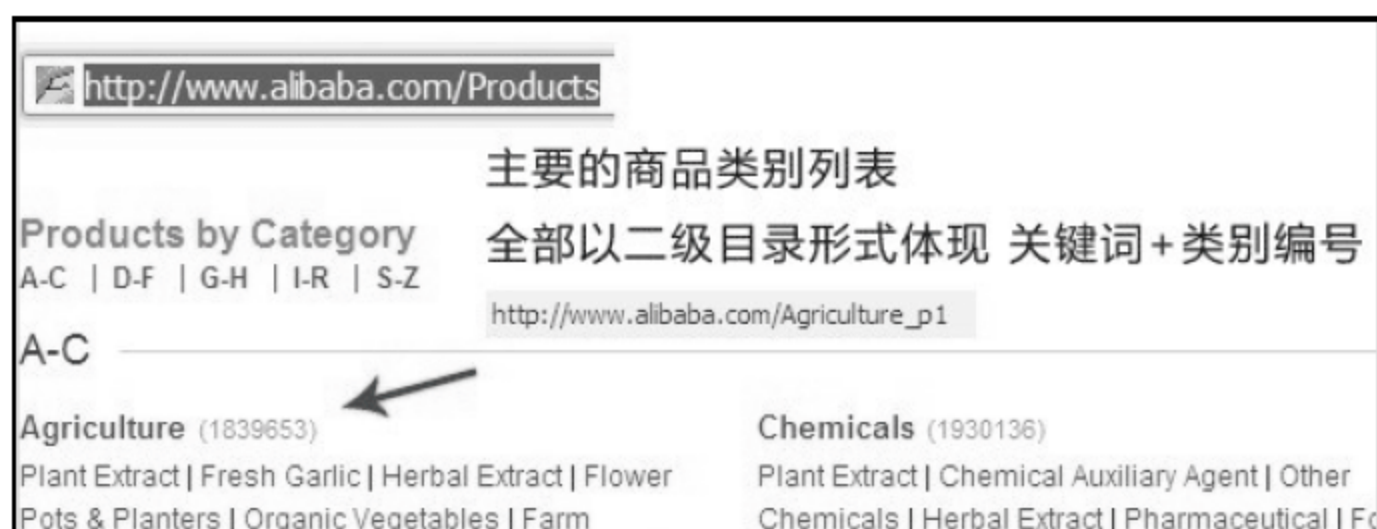 http://www.alibaba.com/Products
主要的商品类别列表
Products by Category
全部以二级目录形式体现 关键词+类别编号
A-C | D-F | G-H | I-R | S-Z
http://www.alibaba.com/Agriculture_p1
A-C
Agriculture (1839653)
Plant Extract | Fresh Garlic | Herbal Extract | Flower
Pots & Planters | Organic Vegetables | Farm
Chemicals (1930136)
Plant Extract | Chemical Auxiliary Agent | Other
Chemicals | Herbal Extract | Pharmaceutical |